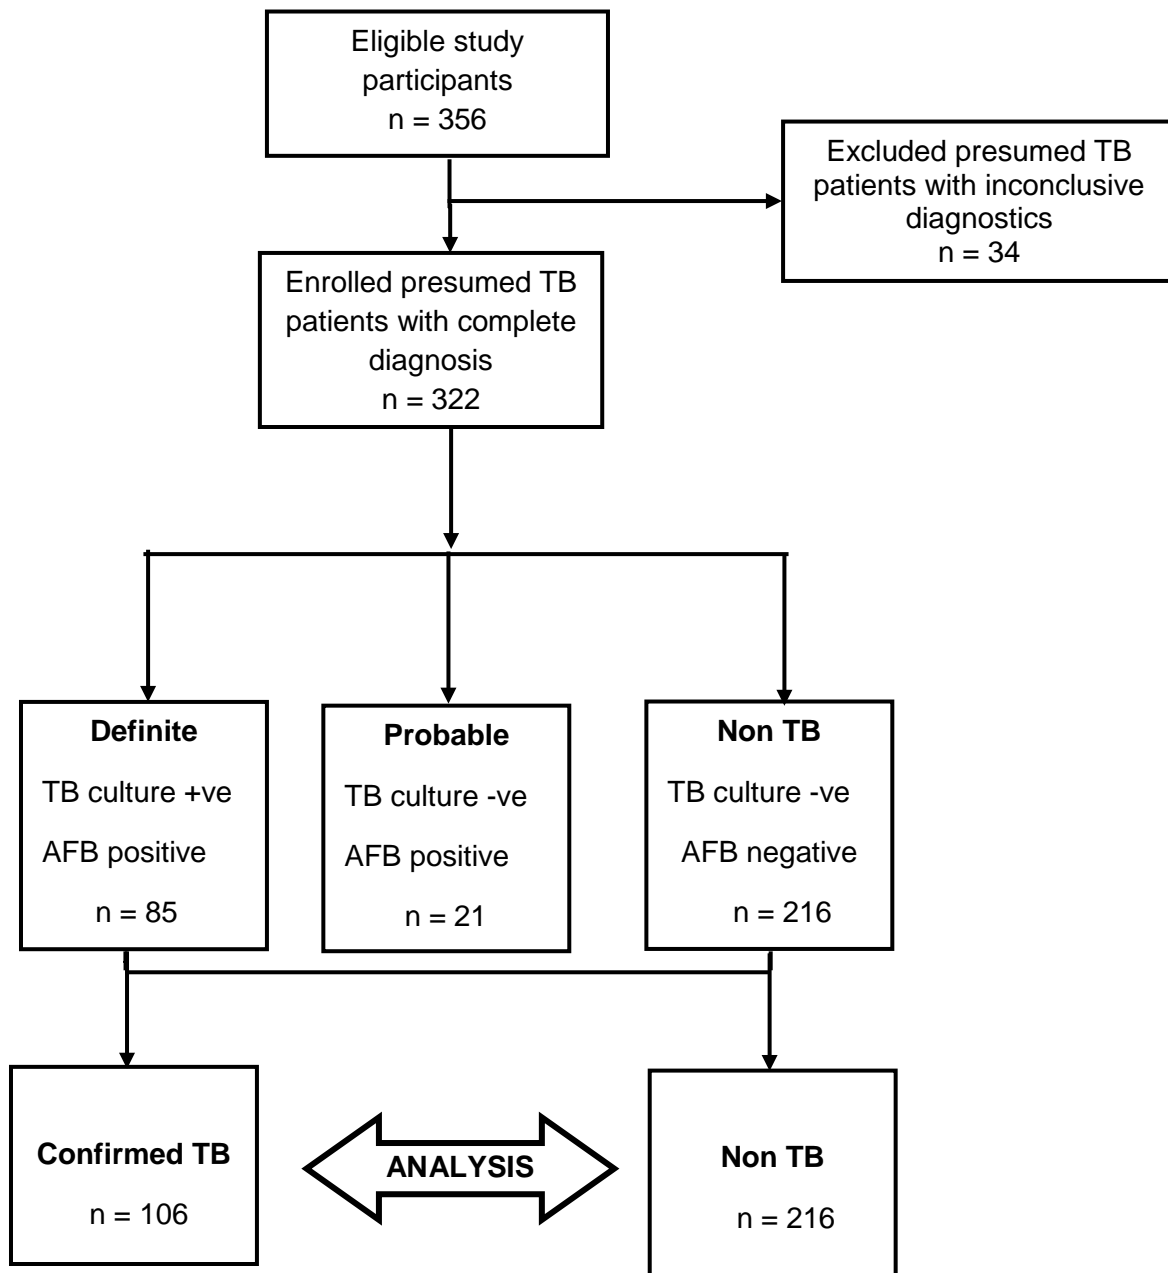 Eligible study
participants
n = 356
Excluded presumed TB
patients with inconclusive
diagnostics
n = 34
Enrolled presumed TB
patients with complete
diagnosis
n = 322
Definite
TB culture +ve
AFB positive
n = 85
Probable
TB culture -ve
AFB positive
n = 21
Non TB
TB culture -ve
AFB negative
n = 216
Confirmed TB
n = 106
ANALYSIS
Non TB
n = 216